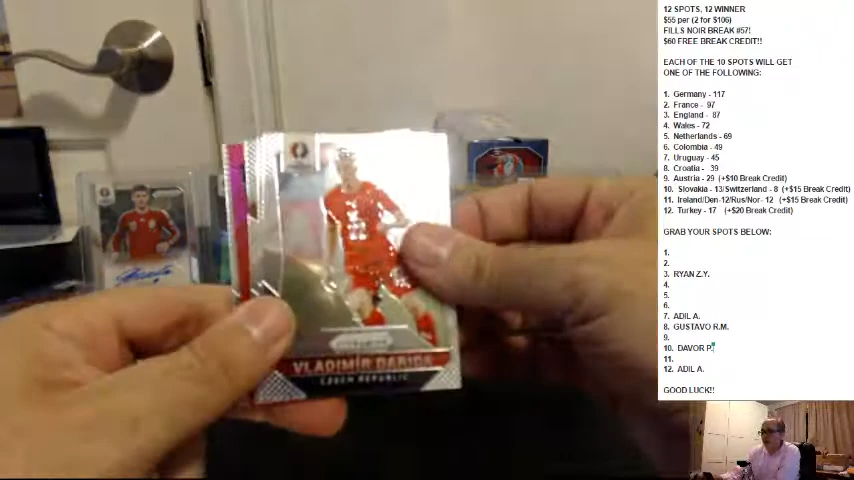 VLADIMÍR DARIDA
CZECH REPUBLIC
12 SPOTS, 12 WINNER
$55 per (2 for $106)
FILLS NOIR BREAK #57!
$60 FREE BREAK CREDIT!!
EACH OF THE 10 SPOTS WILL GET
ONE OF THE FOLLOWING:
1. Germany - 117
2. France - 97
3. England - 87
4. Wales - 72
5. Netherlands - 69
6. Colombia - 49
7. Uruguay - 45
8. Croatia - 39
9. Austria - 29 (+$10 Break Credit)
10. Slovakia - 13/Switzerland - 8 (+$15 Break Credit)
11. Ireland/Den-12/Rus/Nor- 12 (+$15 Break Credit)
12. Turkey - 17 (+$20 Break Credit)
GRAB YOUR SPOTS BELOW:
1.
2.
3. RYAN Z.Y.
4.
5.
6.
7. ADIL A.
8. GUSTAVO R.M.
9.
10. DAVOR P.
11.
12. ADIL A.
GOOD LUCK!!